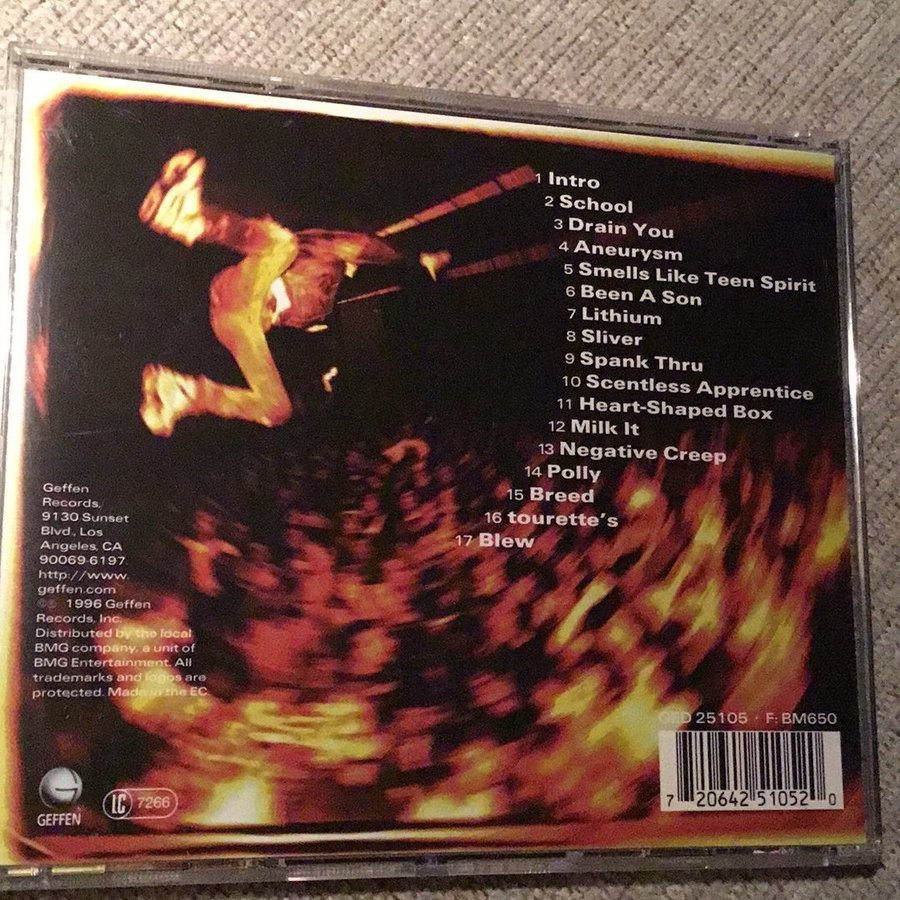 1 Intro
2 School
3 Drain You
4 Aneurysm
5 Smells Like Teen Spirit
6 Been A Son
7 Lithium
8 Sliver
9 Spank Thru
10 Scentless Apprentice
11 Heart-Shaped Box
12 Milk It
13 Negative Creep
14 Polly
15 Breed
16 tourette's
17 Blew
Geffen
Records,
9130 Sunset
Blvd., Los
Angeles, CA
90069-6197
http://www.
geffen.com
℗© 1996 Geffen
Records, Inc.
Distributed by the local
BMG company, a unit of
BMG Entertainment. All
trademarks and logos are
protected. Made in the EC.
GEFFEN
LC 7266
GED 25105 · F: BM650
7 20642 51052 0